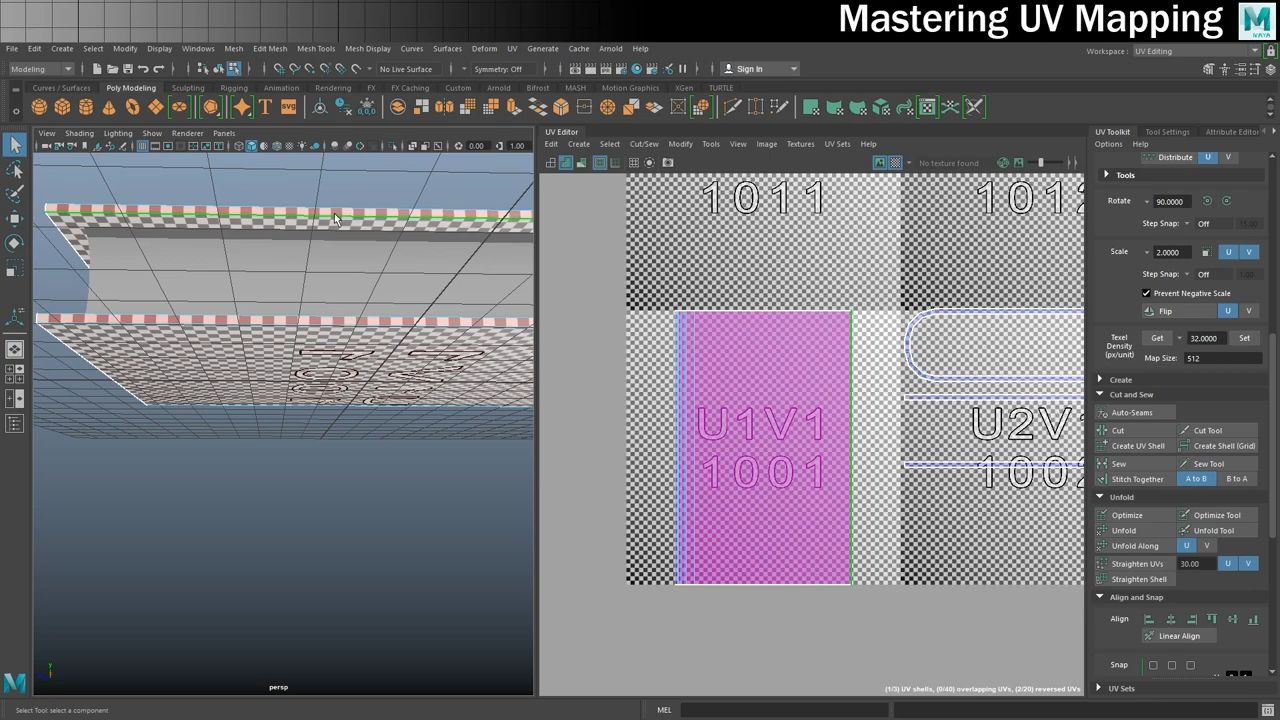 Mastering UV Mapping
MAYA
File Edit Create Select Modify Display Windows Mesh Edit Mesh Mesh Tools Mesh Display Curves Surfaces Deform UV Generate Cache Arnold Help
Workspace : UV Editing
Modeling
No Live Surface
Symmetry: Off
Sign In
Curves / Surfaces Poly Modeling Sculpting Rigging Animation Rendering FX FX Caching Custom Arnold Bifrost MASH Motion Graphics XGen TURTLE
View Shading Lighting Show Renderer Panels
0.00 1.00
persp
UV Editor
Edit Create Select Cut/Sew Modify Tools View Image Textures UV Sets Help
No texture found
1011
1012
U1V1
1001
U2V1
1002
(1/3) UV shells, (0/40) overlapping UVs, (2/20) reversed UVs
UV Toolkit Tool Settings Attribute Editor
Options Help
Distribute U V
Tools
Rotate 90.0000
Step Snap: Off 15.00
Scale 2.0000 U V
Step Snap: Off 1.00
Prevent Negative Scale
Flip U V
Texel Density (px/unit) Get 32.0000 Set
Map Size: 512
Create
Cut and Sew
Auto-Seams
Cut Cut Tool
Create UV Shell Create Shell (Grid)
Sew Sew Tool
Stitch Together A to B B to A
Unfold
Optimize Optimize Tool
Unfold Unfold Tool
Unfold Along U V
Straighten UVs 30.00 U V
Straighten Shell
Align and Snap
Align
Linear Align
Snap
UV Sets
Select Tool: select a component
MEL